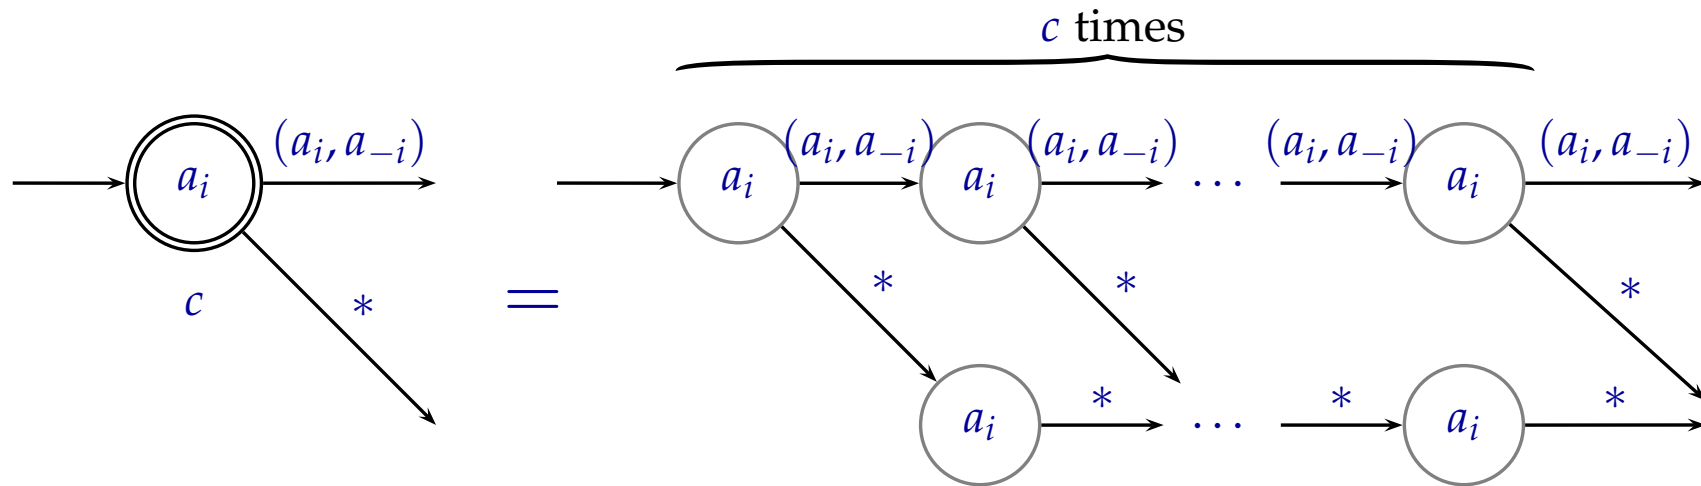 c times
(a_i, a_{-i}) (a_i, a_{-i}) (a_i, a_{-i}) (a_i, a_{-i}) (a_i, a_{-i})
a_i a_i a_i ⋯ a_i
c * = * * *
* * *
a_i ⋯ a_i